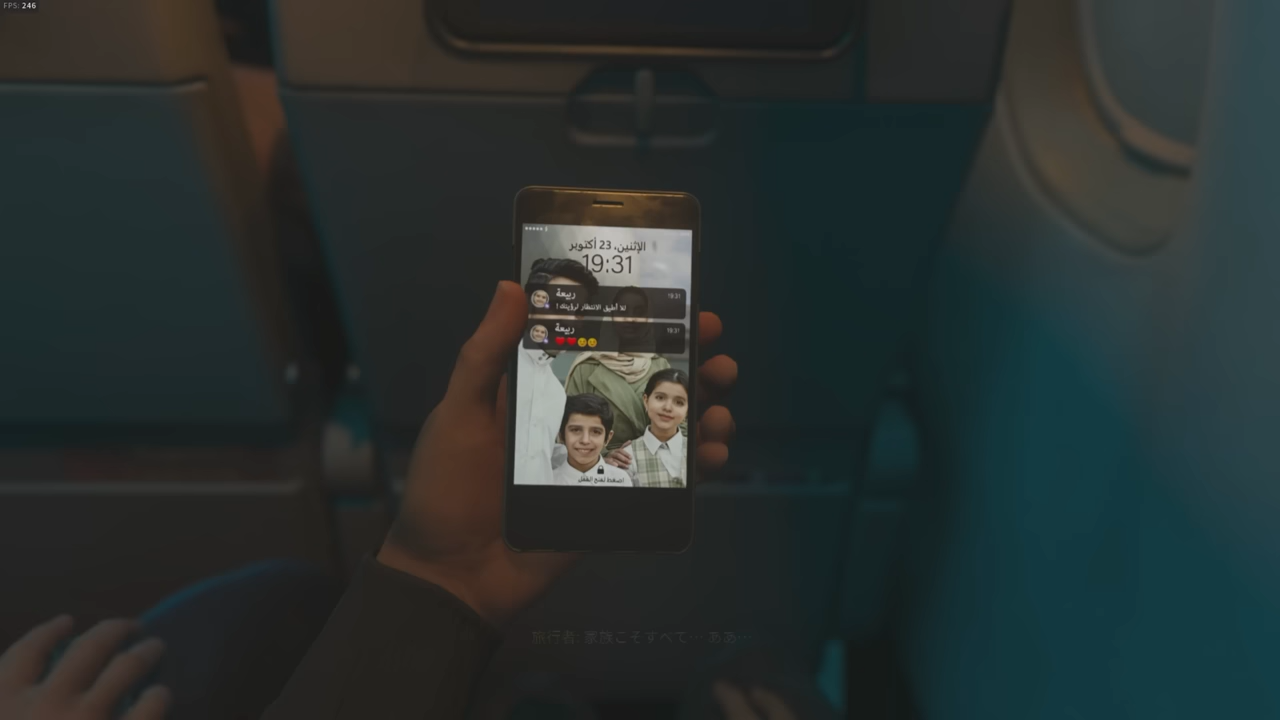 FPS: 246
الإثنين، 23 أكتوبر
19:31
ربيعة
19:31
لا أطيق الانتظار لرؤيتك !
ربيعة
19:31
اضغط لفتح القفل
旅行者: 家族こそすべて… ああ…